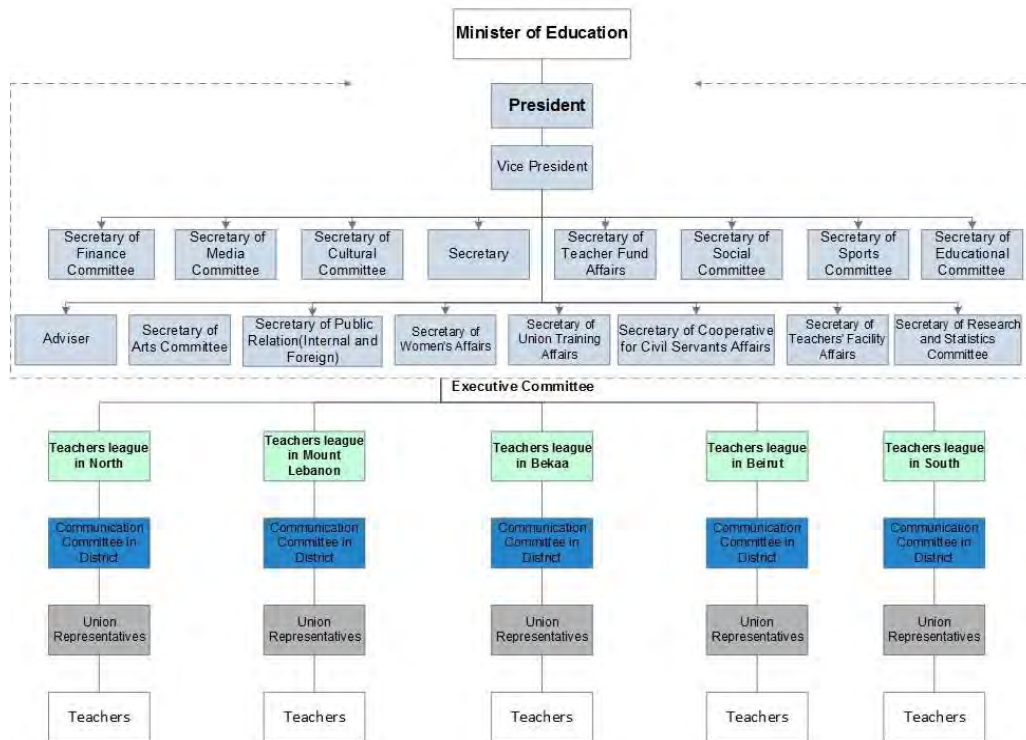 Minister of Education
President
Vice President
Secretary of
Finance
Committee
Secretary of
Media
Committee
Secretary of
Cultural
Committee
Secretary
Secretary of
Teacher Fund
Affairs
Secretary of
Social
Committee
Secretary of
Sports
Committee
Secretary of
Educational
Committee
Adviser
Secretary of
Arts Committee
Secretary of Public
Relation(Internal and
Foreign)
Secretary of
Women's Affairs
Secretary of
Union Training
Affairs
Secretary of Cooperative
for Civil Servants Affairs
Secretary of
Teachers' Facility
Affairs
Secretary of Research
and Statistics
Committee
Executive Committee
Teachers league
in North
Teachers league
in Mount
Lebanon
Teachers league
in Bekaa
Teachers league
in Beirut
Teachers league
in South
Communication
Committee in
District
Communication
Committee in
District
Communication
Committee in
District
Communication
Committee in
District
Communication
Committee in
District
Union
Representatives
Union
Representatives
Union
Representatives
Union
Representatives
Union
Representatives
Teachers
Teachers
Teachers
Teachers
Teachers